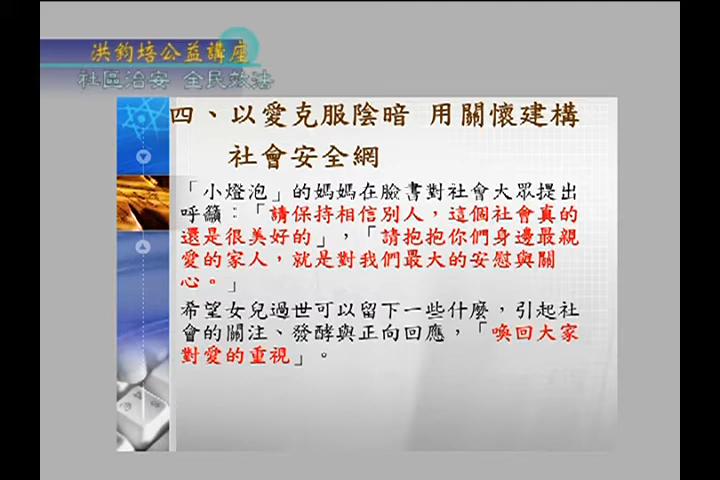 洪鈞培公益講座
社區治安 全民效法
四、以愛克服陰暗 用關懷建構
社會安全網
「小燈泡」的媽媽在臉書對社會大眾提出
呼籲：「請保持相信別人，這個社會真的
還是很美好的」，「請抱抱你們身邊最親
愛的家人，就是對我們最大的安慰與關
心。」
希望女兒過世可以留下一些什麼，引起社
會的關注、發酵與正向回應，「喚回大家
對愛的重視」。